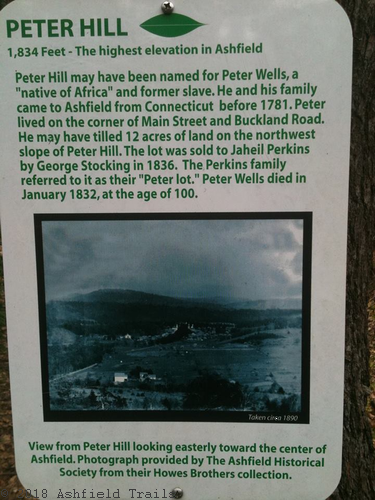 PETER HILL
1,834 Feet - The highest elevation in Ashfield
Peter Hill may have been named for Peter Wells, a
"native of Africa" and former slave. He and his family
came to Ashfield from Connecticut before 1781. Peter
lived on the corner of Main Street and Buckland Road.
He may have tilled 12 acres of land on the northwest
slope of Peter Hill. The lot was sold to Jaheil Perkins
by George Stocking in 1836. The Perkins family
referred to it as their "Peter lot." Peter Wells died in
January 1832, at the age of 100.
Taken circa 1890
View from Peter Hill looking easterly toward the center of
Ashfield. Photograph provided by The Ashfield Historical
Society from their Howes Brothers collection.
018 Ashfield Trails